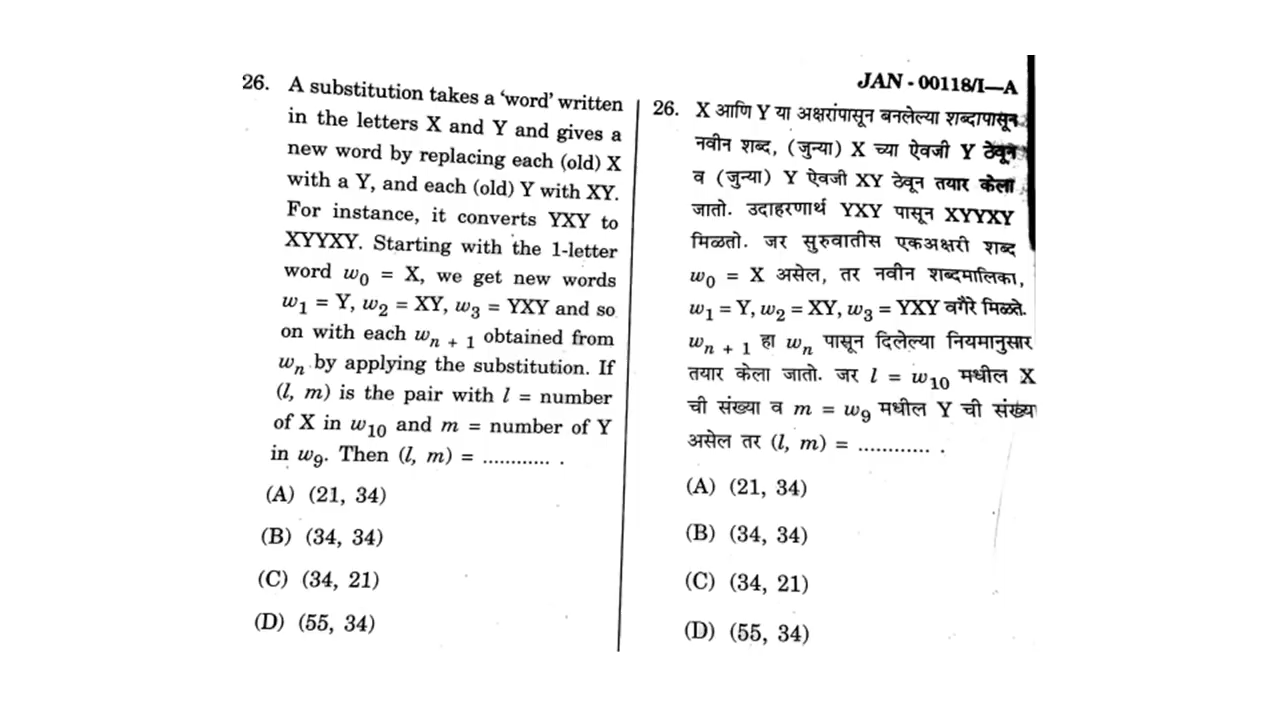 26. A substitution takes a 'word' written
in the letters X and Y and gives a
new word by replacing each (old) X
with a Y, and each (old) Y with XY.
For instance, it converts YXY to
XYYXY. Starting with the 1-letter
word w₀ = X, we get new words
w₁ = Y, w₂ = XY, w₃ = YXY and so
on with each wₙ ₊ ₁ obtained from
wₙ by applying the substitution. If
(l, m) is the pair with l = number
of X in w₁₀ and m = number of Y
in w₉. Then (l, m) = ............ .
(A) (21, 34)
(B) (34, 34)
(C) (34, 21)
(D) (55, 34)
JAN - 00118/I—A
26. X आणि Y या अक्षरांपासून बनलेल्या शब्दापासून
नवीन शब्द, (जुन्या) X च्या ऐवजी Y ठेवून
व (जुन्या) Y ऐवजी XY ठेवून तयार केला
जातो. उदाहरणार्थ YXY पासून XYYXY
मिळतो. जर सुरुवातीस एकअक्षरी शब्द
w₀ = X असेल, तर नवीन शब्दमालिका,
w₁ = Y, w₂ = XY, w₃ = YXY वगैरे मिळते.
wₙ ₊ ₁ हा wₙ पासून दिलेल्या नियमानुसार
तयार केला जातो. जर l = w₁₀ मधील X
ची संख्या व m = w₉ मधील Y ची संख्या
असेल तर (l, m) = ............ .
(A) (21, 34)
(B) (34, 34)
(C) (34, 21)
(D) (55, 34)